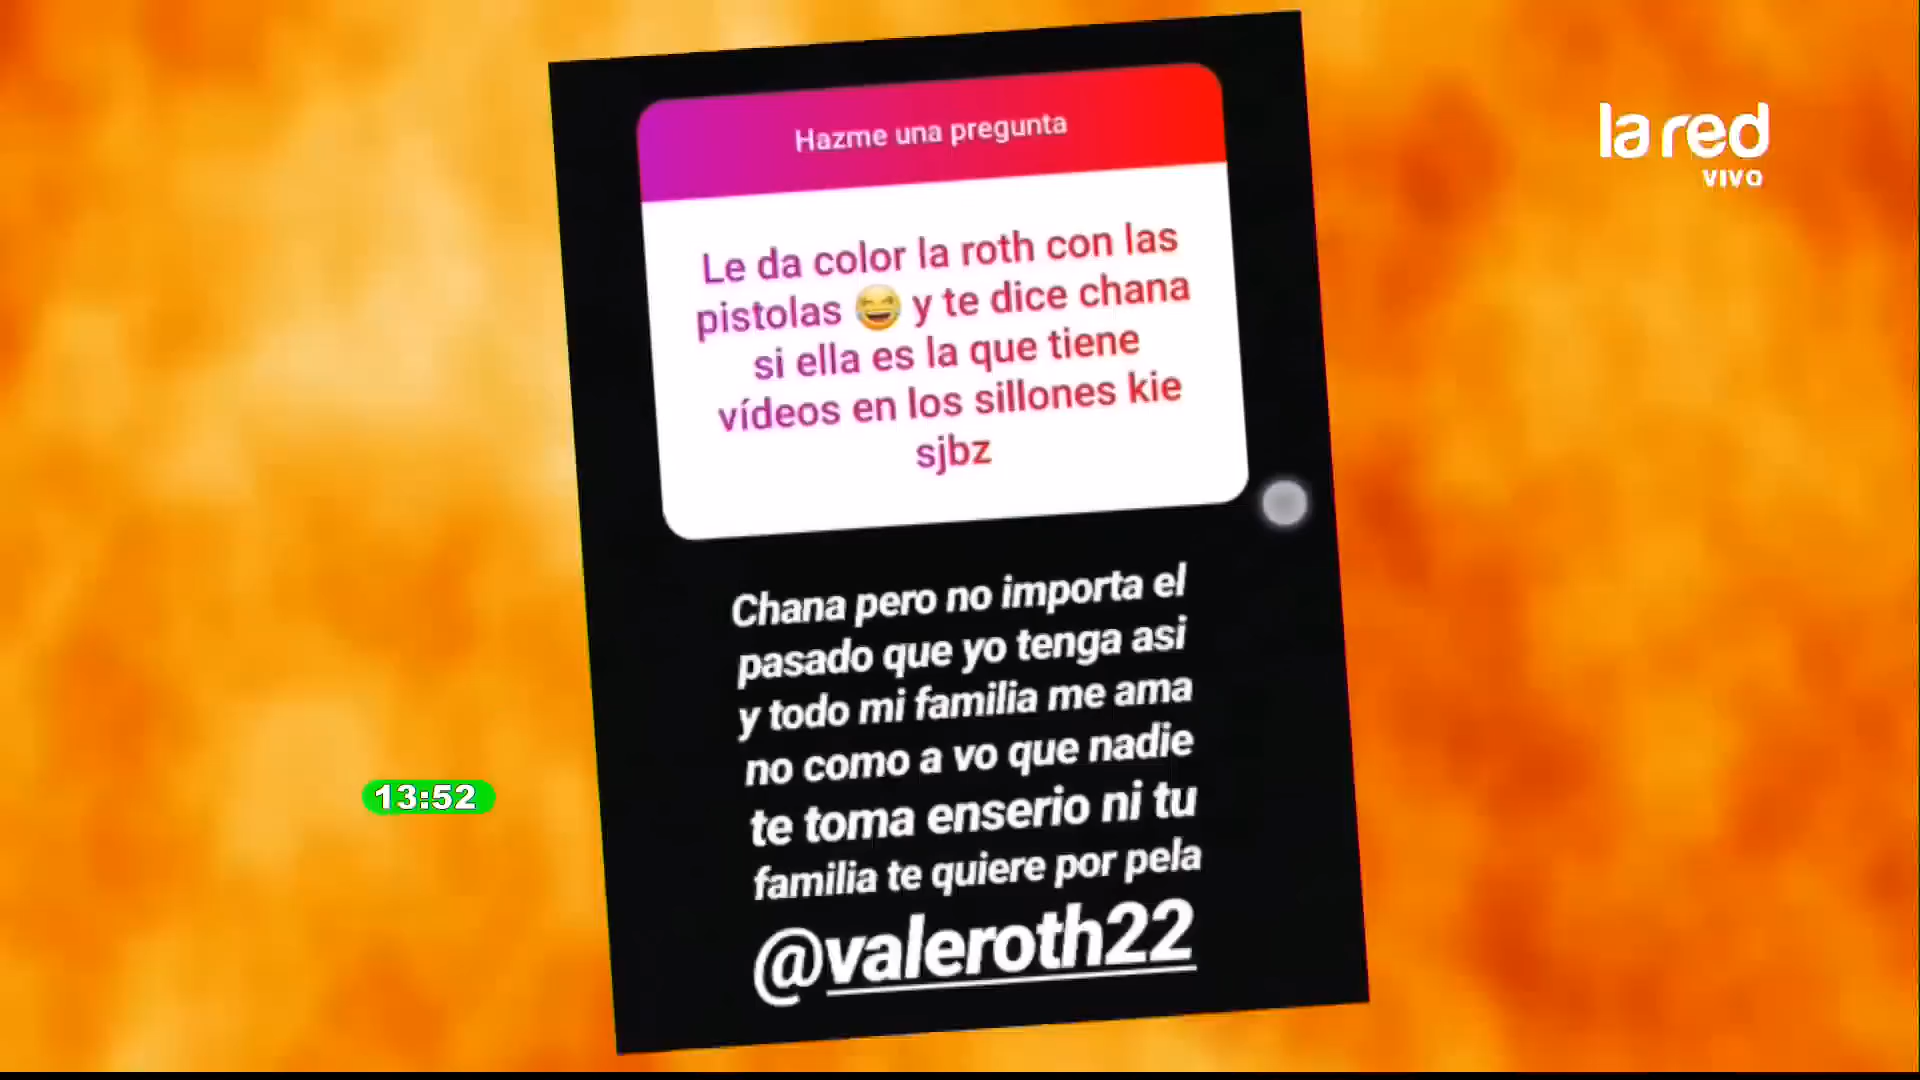 Hazme una pregunta
Le da color la roth con las
pistolas 😆 y te dice chana
si ella es la que tiene
vídeos en los sillones kie
sjbz
Chana pero no importa el
pasado que yo tenga asi
y todo mi familia me ama
no como a vo que nadie
te toma enserio ni tu
familia te quiere por pela
@valeroth22
la red
VIVO
13:52